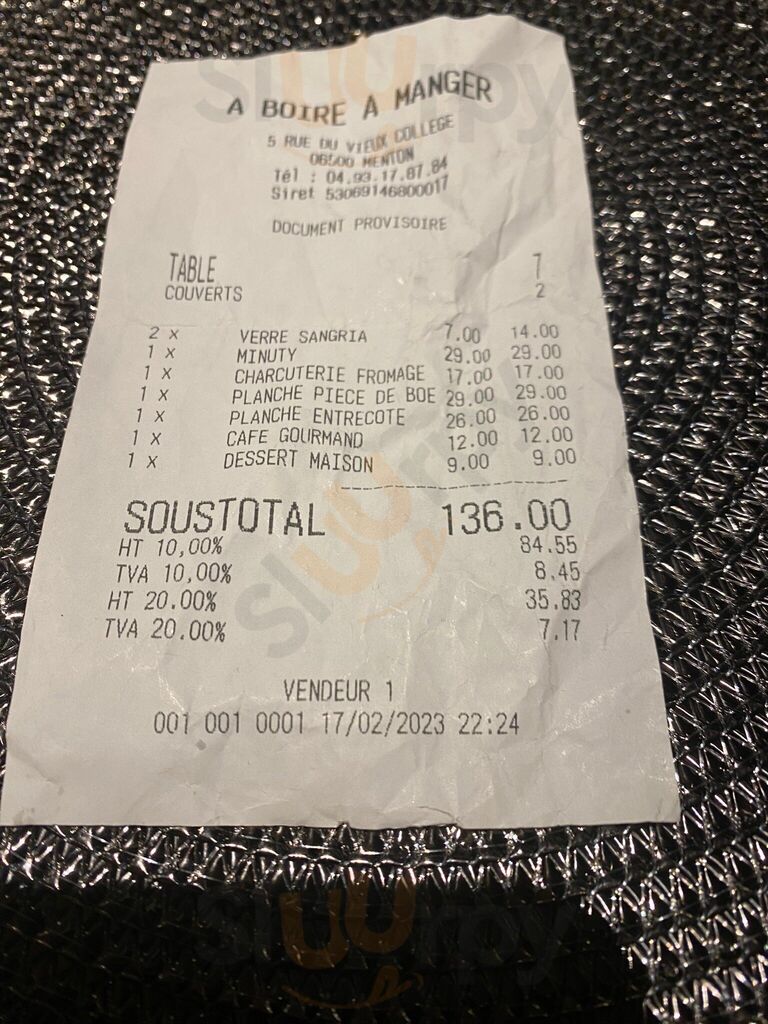 A BOIRE A MANGER
5 RUE DU VIEUX COLLEGE
06500 MENTON
Tél : 04.93.17.87.84
Siret 53069146800017
DOCUMENT PROVISOIRE
TABLE 7
COUVERTS 2
2 x VERRE SANGRIA 7.00 14.00
1 x MINUTY 29.00 29.00
1 x CHARCUTERIE FROMAGE 17.00 17.00
1 x PLANCHE PIECE DE BOE 29.00 29.00
1 x PLANCHE ENTRECOTE 26.00 26.00
1 x CAFE GOURMAND 12.00 12.00
1 x DESSERT MAISON 9.00 9.00
SOUSTOTAL 136.00
HT 10,00% 84.55
TVA 10,00% 8.45
HT 20.00% 35.83
TVA 20.00% 7.17
VENDEUR 1
001 001 0001 17/02/2023 22:24
sluurpy
sluurpy
sluurpy